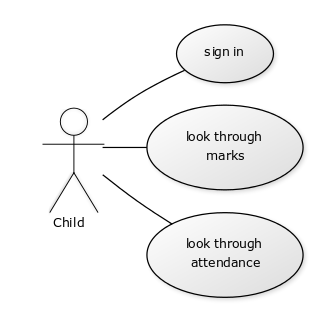 sign in
look through
marks
Child
look through
attendance